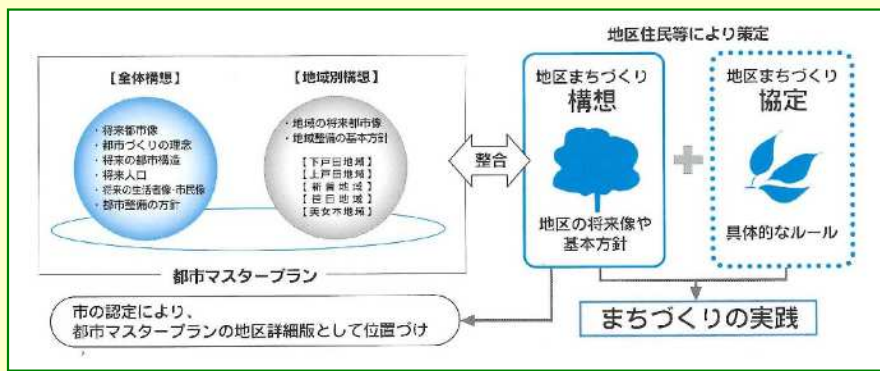 地区住民等により策定
【全体構想】
・将来都市像
・都市づくりの理念
・将来の都市構造
・将来人口
・将来の生活者像・市民像
・都市整備の方針
【地域別構想】
・地域の将来都市像
・地域整備の基本方針
【下戸田地域】
【上戸田地域】
【新曽地域】
【笹目地域】
【美女木地域】
都市マスタープラン
整合
地区まちづくり
構想
地区の将来像や
基本方針
地区まちづくり
協定
具体的なルール
市の認定により、
都市マスタープランの地区詳細版として位置づけ
まちづくりの実践